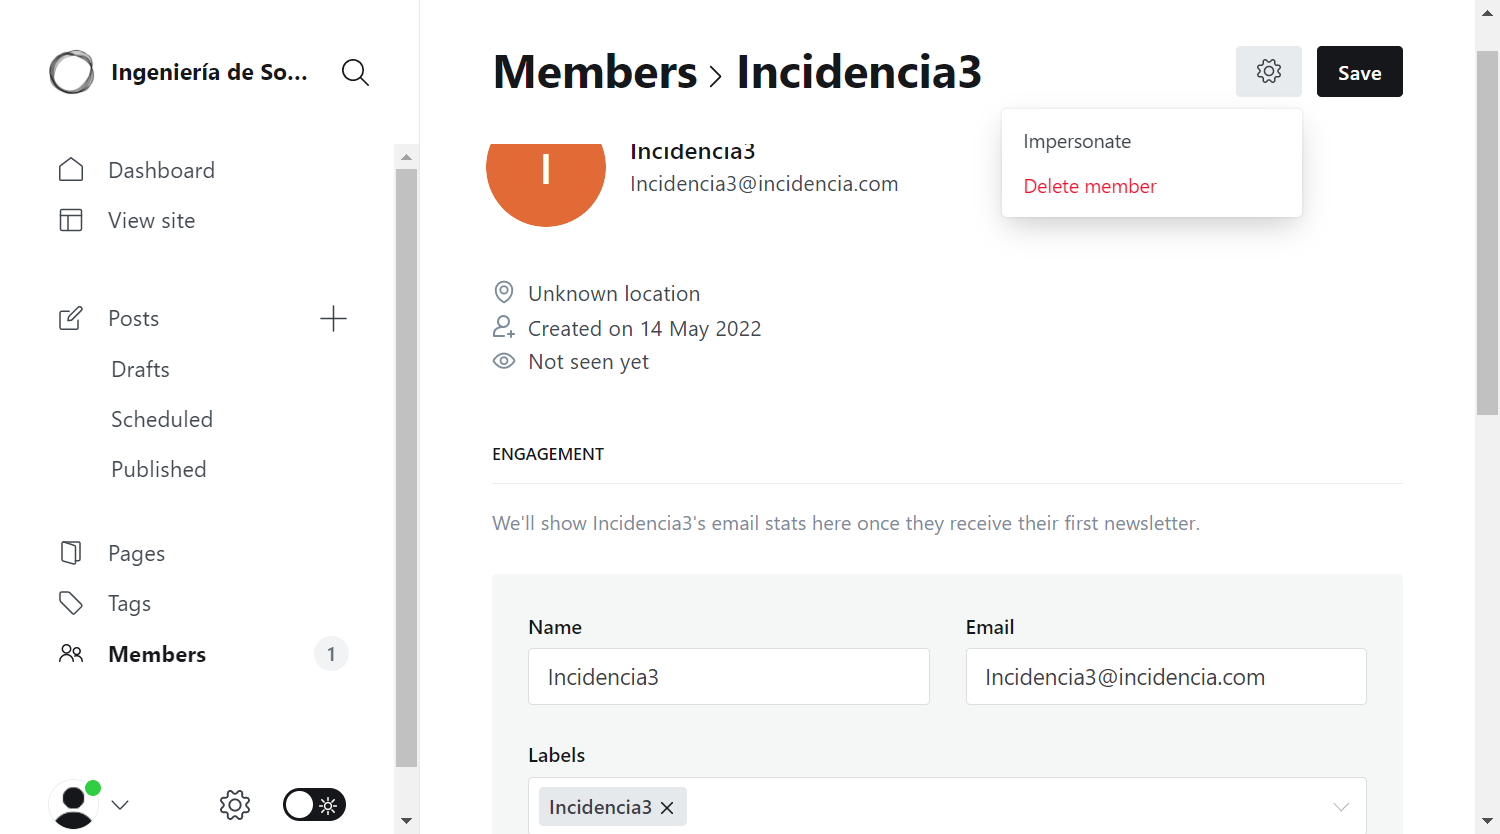 Ingeniería de So...
Dashboard
View site
Posts
Drafts
Scheduled
Published
Pages
Tags
Members
1
Members > Incidencia3
Save
Impersonate
Delete member
I
Incidencia3
Incidencia3@incidencia.com
Unknown location
Created on 14 May 2022
Not seen yet
ENGAGEMENT
We'll show Incidencia3's email stats here once they receive their first newsletter.
Name
Email
Incidencia3
Incidencia3@incidencia.com
Labels
Incidencia3